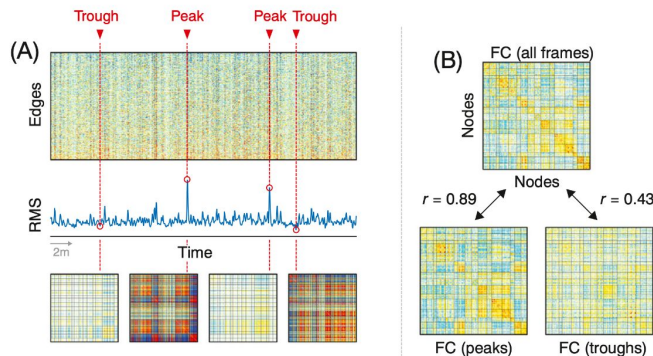 Trough Peak Peak Trough
(A)
Edges
RMS
2m
Time
(B)
FC (all frames)
Nodes
Nodes
r = 0.89
r = 0.43
FC (peaks)
FC (troughs)